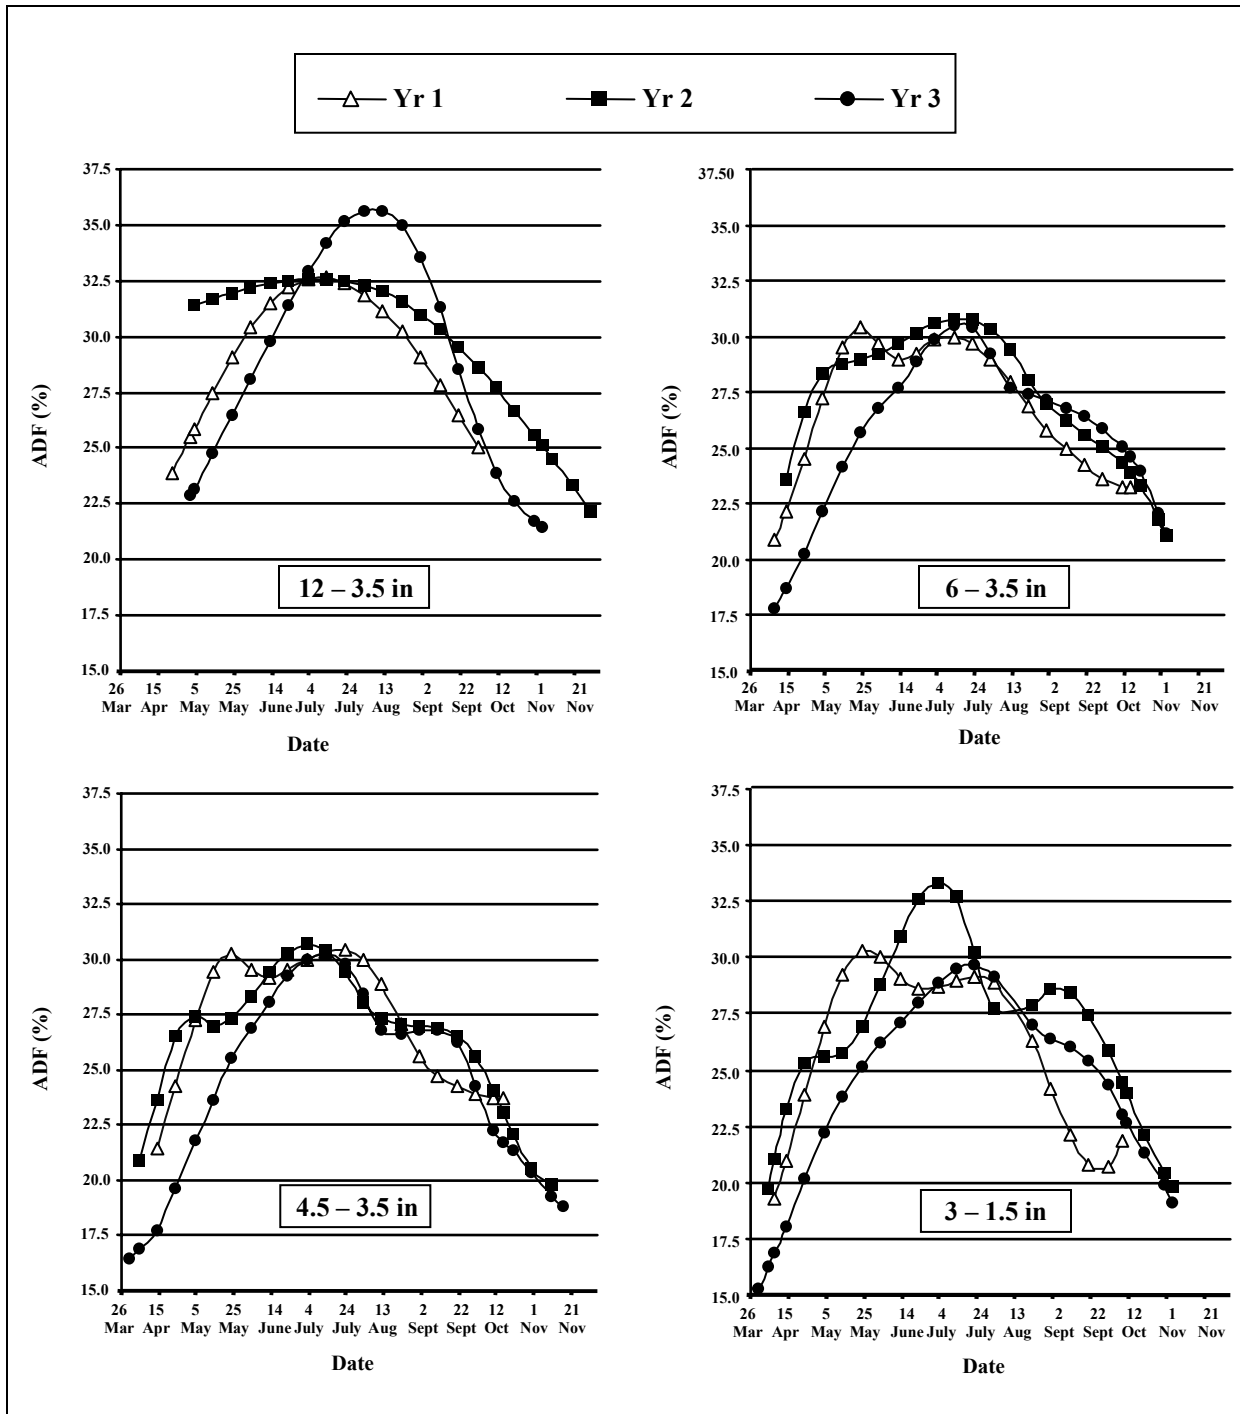 Yr 1 Yr 2 Yr 3
37.5
35.0
32.5
30.0
27.5
25.0
22.5
20.0
17.5
15.0
ADF (%)
12 – 3.5 in
26 15 5 25 14 4 24 13 2 22 12 1 21
Mar Apr May May June July July Aug Sept Sept Oct Nov Nov
Date
37.50
35.0
32.5
30.0
27.5
25.0
22.5
20.0
17.5
15.0
ADF (%)
6 – 3.5 in
26 15 5 25 14 4 24 13 2 22 12 1 21
Mar Apr May May June July July Aug Sept Sept Oct Nov Nov
Date
37.5
35.0
32.5
30.0
27.5
25.0
22.5
20.0
17.5
15.0
ADF (%)
4.5 – 3.5 in
26 15 5 25 14 4 24 13 2 22 12 1 21
Mar Apr May May June July July Aug Sept Sept Oct Nov Nov
Date
37.5
35.0
32.5
30.0
27.5
25.0
22.5
20.0
17.5
15.0
ADF (%)
3 – 1.5 in
26 15 5 25 14 4 24 13 2 22 12 1 21
Mar Apr May May June July July Aug Sept Sept Oct Nov Nov
Date